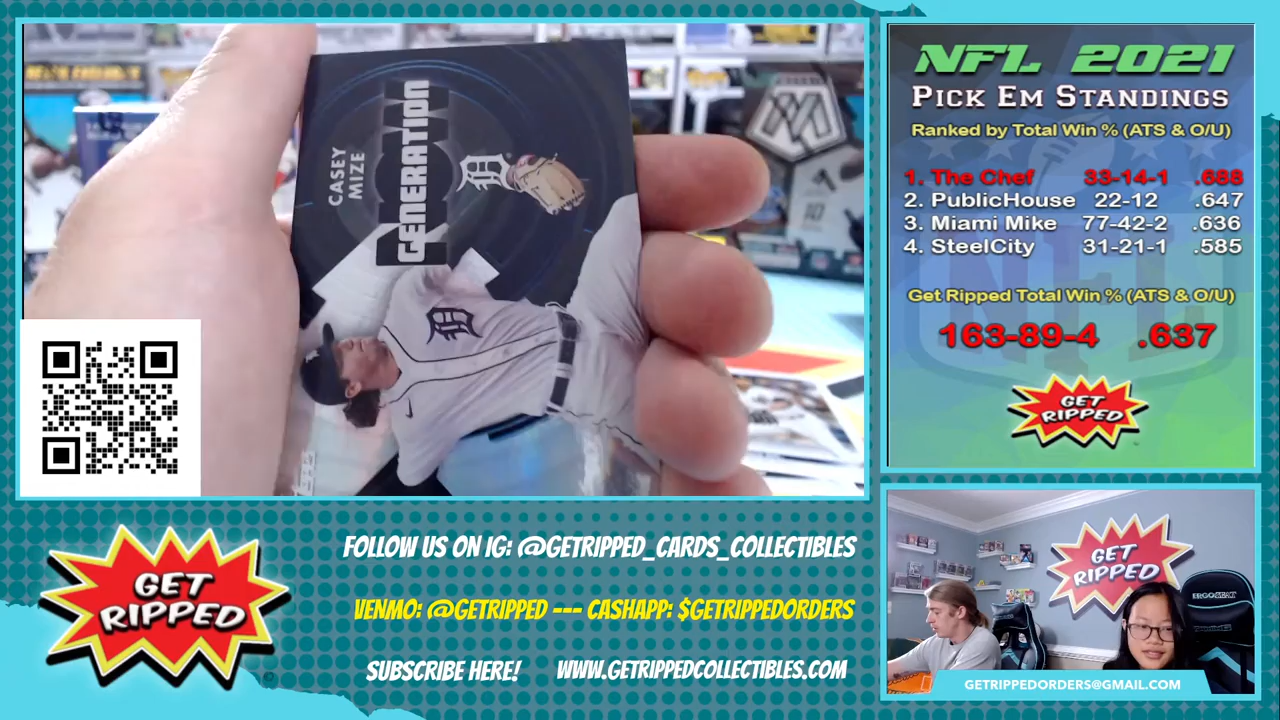 CASEY
MIZE
GENERATION
NFL 2021
PICK EM STANDINGS
Ranked by Total Win % (ATS & O/U)
1. The Chef 33-14-1 .688
2. PublicHouse 22-12 .647
3. Miami Mike 77-42-2 .636
4. SteelCity 31-21-1 .585
Get Ripped Total Win % (ATS & O/U)
163-89-4 .637
GET
RIPPED
GET
RIPPED
FOLLOW US ON IG: @GETRIPPED_CARDS_COLLECTIBLES
VENMO: @GETRIPPED --- CASHAPP: $GETRIPPEDORDERS
SUBSCRIBE HERE! WWW.GETRIPPEDCOLLECTIBLES.COM
GET
RIPPED
GETRIPPEDORDERS@GMAIL.COM